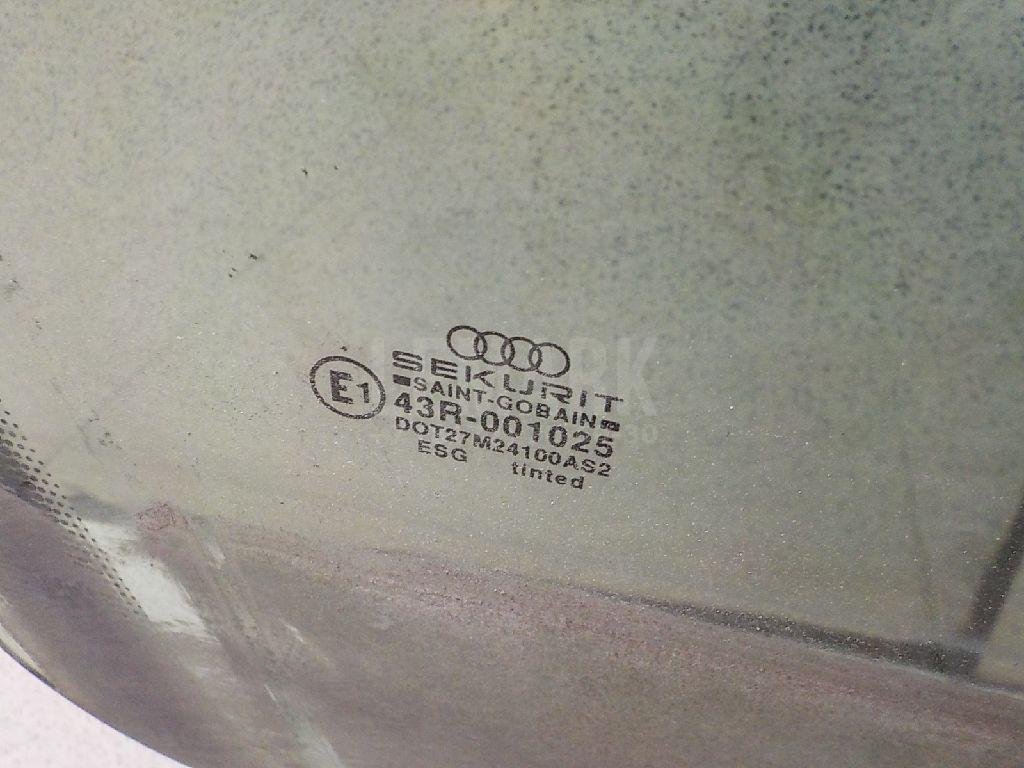 SEKURIT
SAINT-GOBAIN
E1
43R-001025
DOT27M24100AS2
ESG tinted